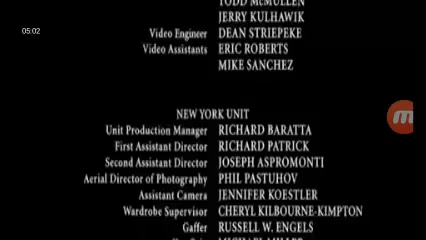 TODD McMULLEN
JERRY KULHAWIK
05:02
Video Engineer DEAN STRIEPEKE
Video Assistants ERIC ROBERTS
MIKE SANCHEZ
NEW YORK UNIT
Unit Production Manager RICHARD BARATTA
First Assistant Director RICHARD PATRICK
Second Assistant Director JOSEPH ASPROMONTI
Aerial Director of Photography PHIL PASTUHOV
Assistant Camera JENNIFER KOESTLER
Wardrobe Supervisor CHERYL KILBOURNE-KIMPTON
Gaffer RUSSELL W. ENGELS